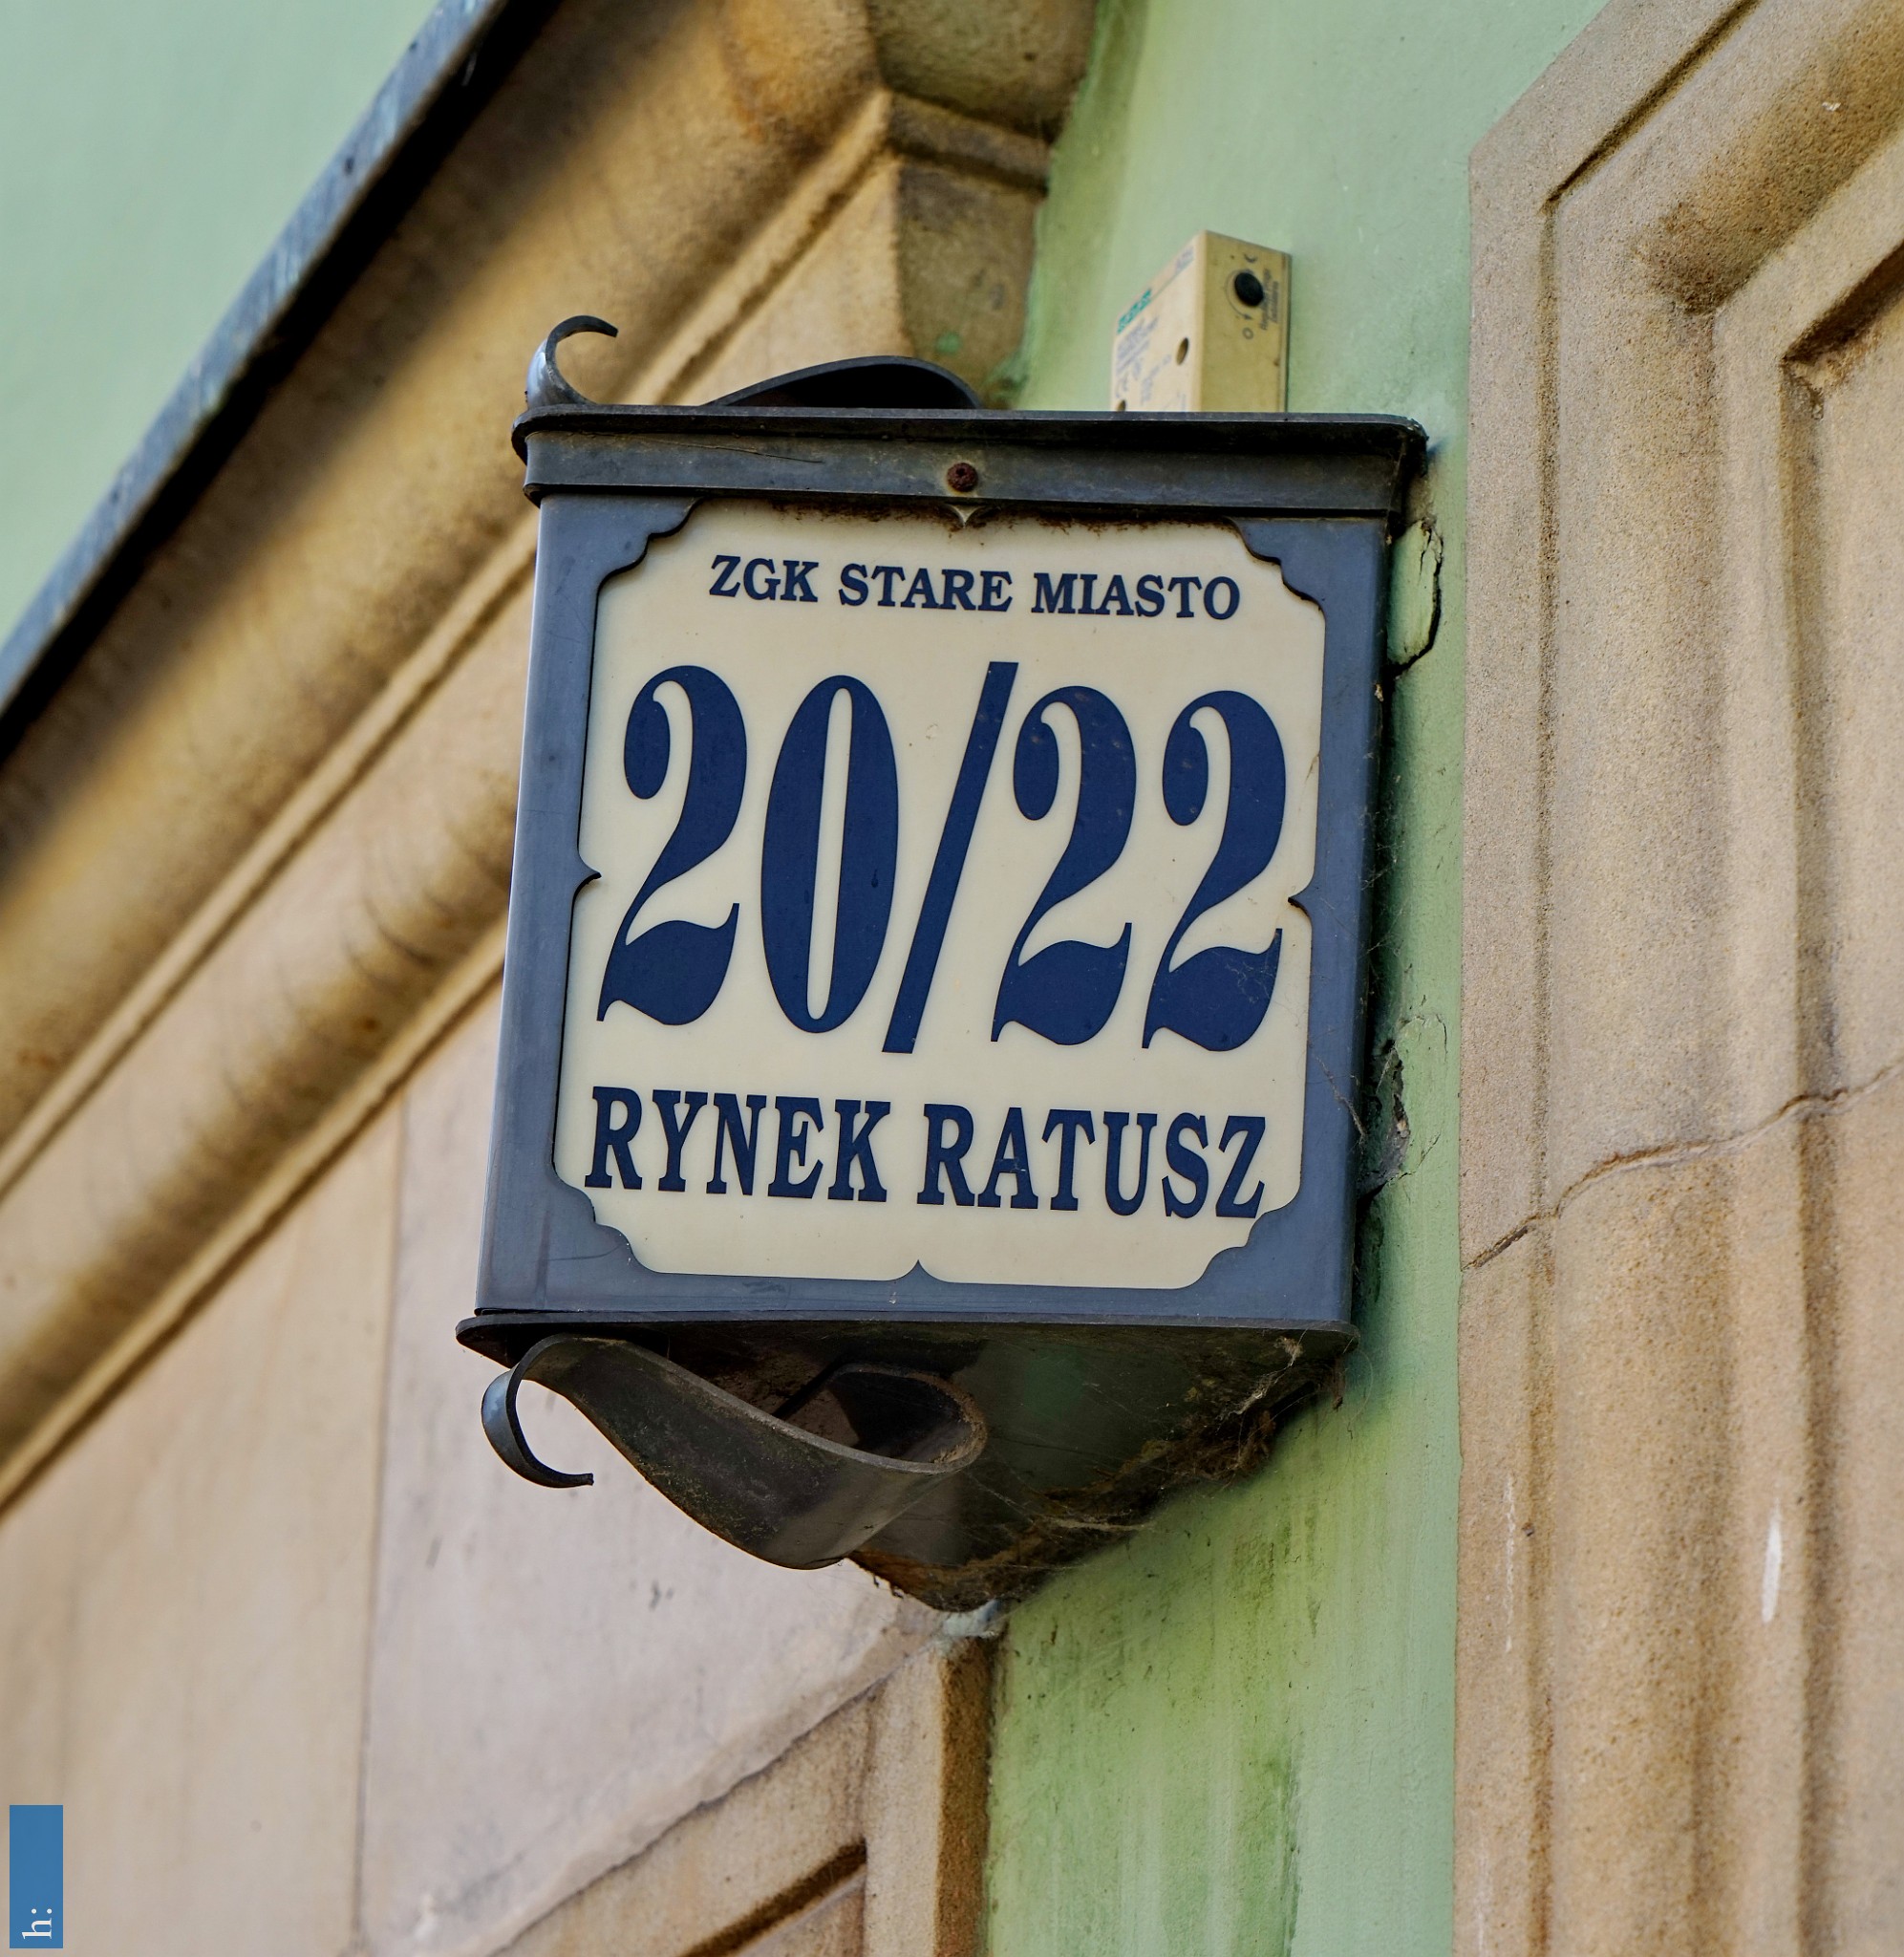 ZGK STARE MIASTO
20/22
RYNEK RATUSZ
h: